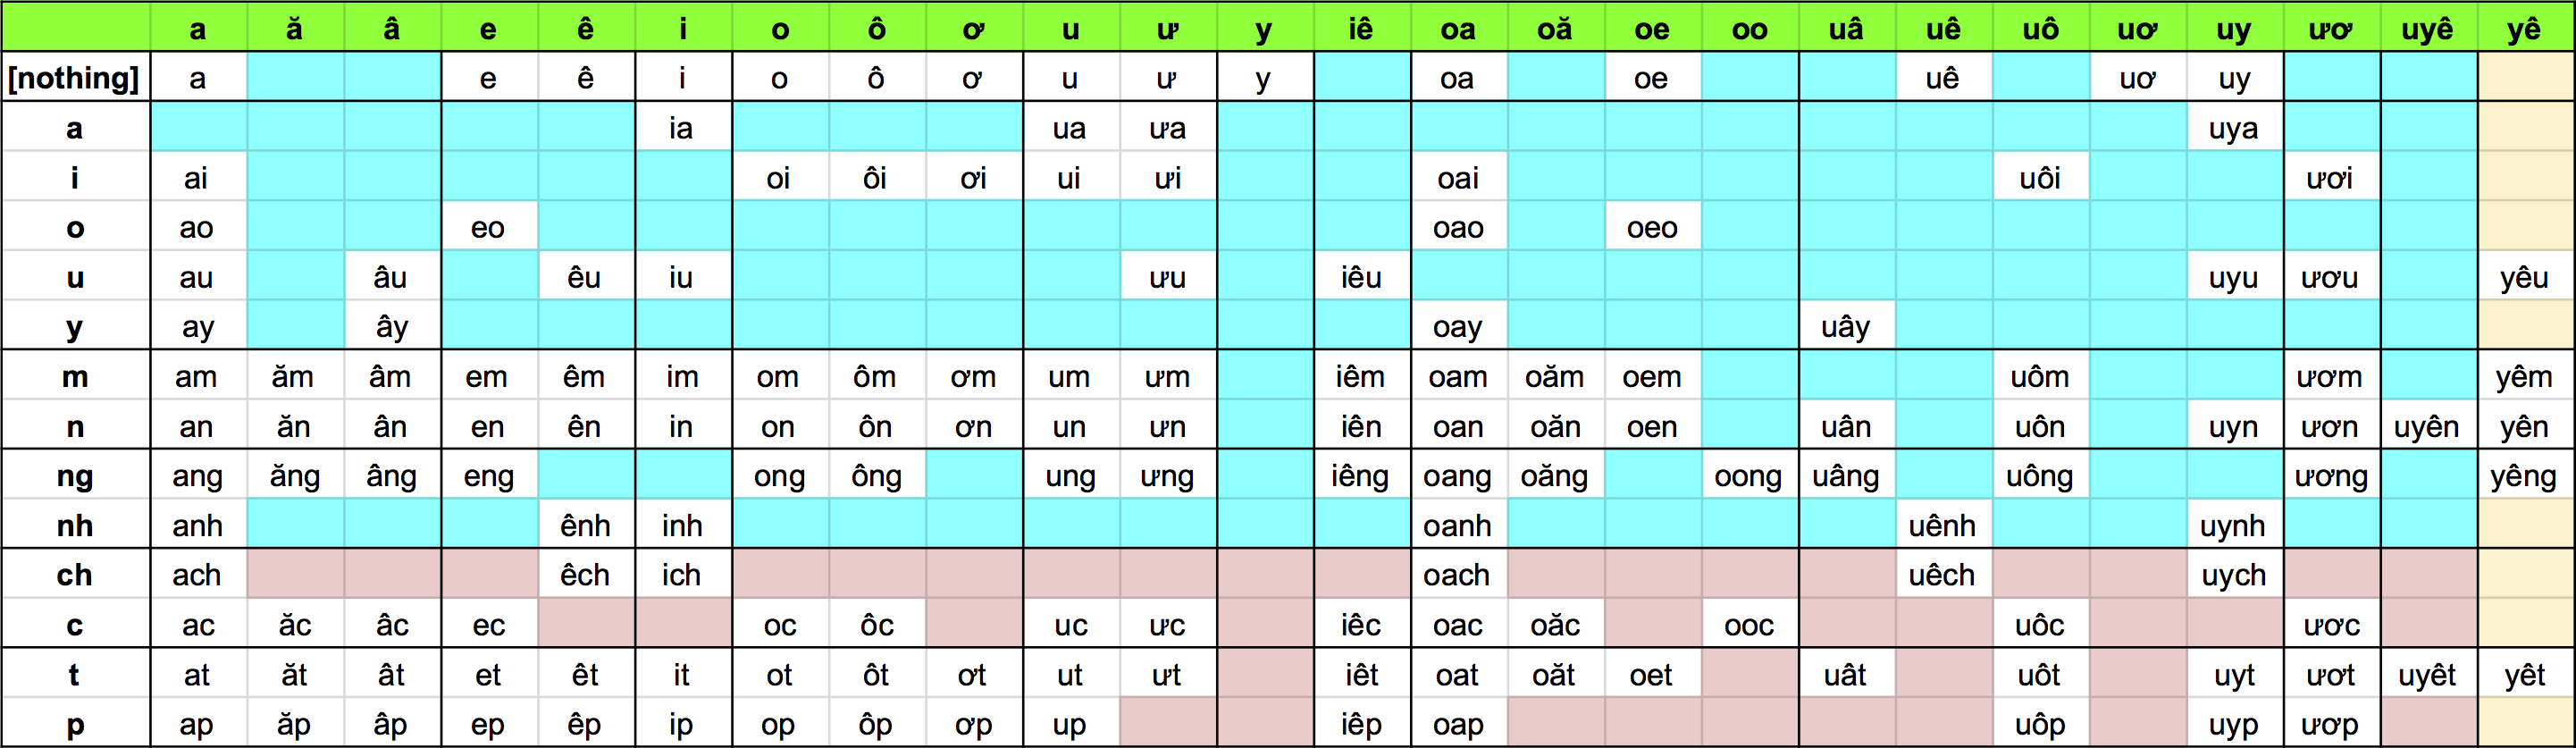 a ă â e ê i o ô ơ u ư y iê oa oă oe oo uâ uê uô uơ uy ươ uyê yê
[nothing] a e ê i o ô ơ u ư y oa oe uê uơ uy
a ia ua ưa uya
i ai oi ôi ơi ui ưi oai uôi ươi
o ao eo oao oeo
u au âu êu iu ưu iêu uyu ươu yêu
y ay ây oay uây
m am ăm âm em êm im om ôm ơm um ưm iêm oam oăm oem uôm ươm yêm
n an ăn ân en ên in on ôn ơn un ưn iên oan oăn oen uân uôn uyn ươn uyên yên
ng ang ăng âng eng ong ông ung ưng iêng oang oăng oong uâng uông ương yêng
nh anh ênh inh oanh uênh uynh
ch ach êch ich oach uêch uych
c ac ăc âc ec oc ôc uc ưc iêc oac oăc ooc uôc ươc
t at ăt ât et êt it ot ôt ơt ut ưt iêt oat oăt oet uât uôt uyt ươt uyêt yêt
p ap ăp âp ep êp ip op ôp ơp up iêp oap uôp uyp ươp